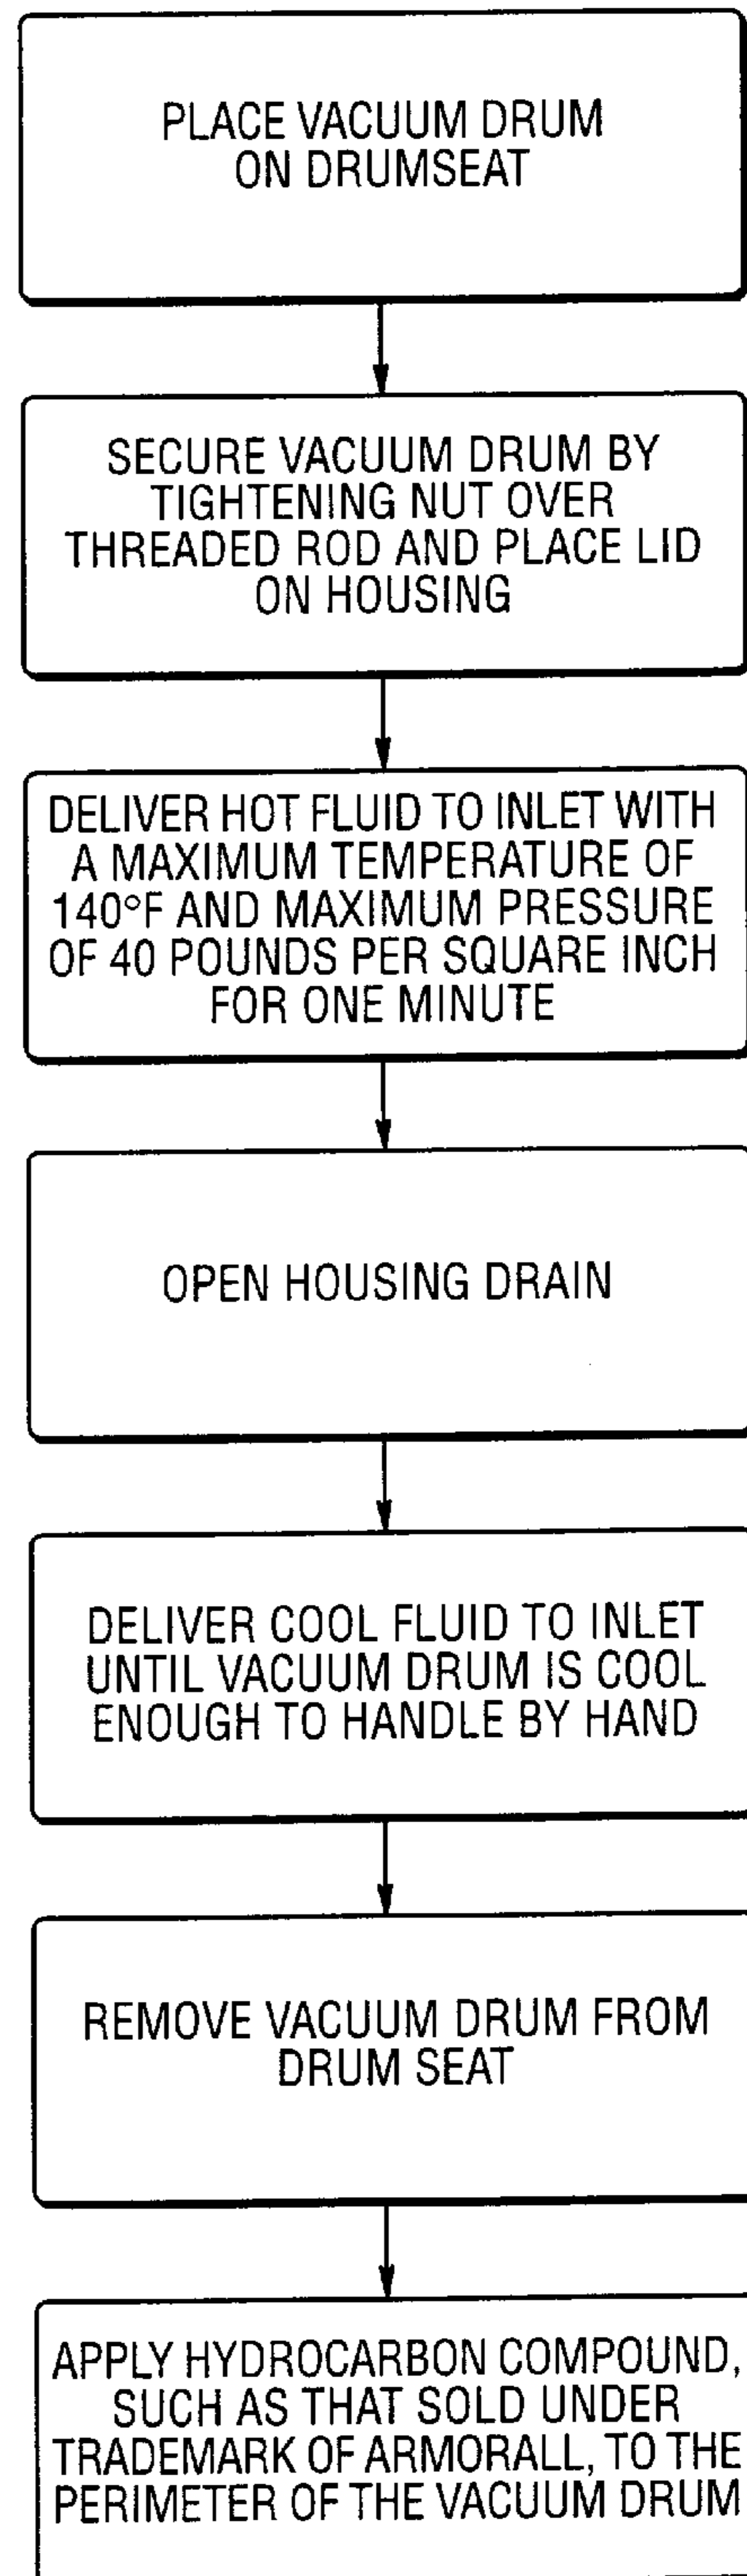 PLACE VACUUM DRUM
ON DRUMSEAT
SECURE VACUUM DRUM BY
TIGHTENING NUT OVER
THREADED ROD AND PLACE LID
ON HOUSING
DELIVER HOT FLUID TO INLET WITH
A MAXIMUM TEMPERATURE OF
140°F AND MAXIMUM PRESSURE
OF 40 POUNDS PER SQUARE INCH
FOR ONE MINUTE
OPEN HOUSING DRAIN
DELIVER COOL FLUID TO INLET
UNTIL VACUUM DRUM IS COOL
ENOUGH TO HANDLE BY HAND
REMOVE VACUUM DRUM FROM
DRUM SEAT
APPLY HYDROCARBON COMPOUND,
SUCH AS THAT SOLD UNDER
TRADEMARK OF ARMORALL, TO THE
PERIMETER OF THE VACUUM DRUM